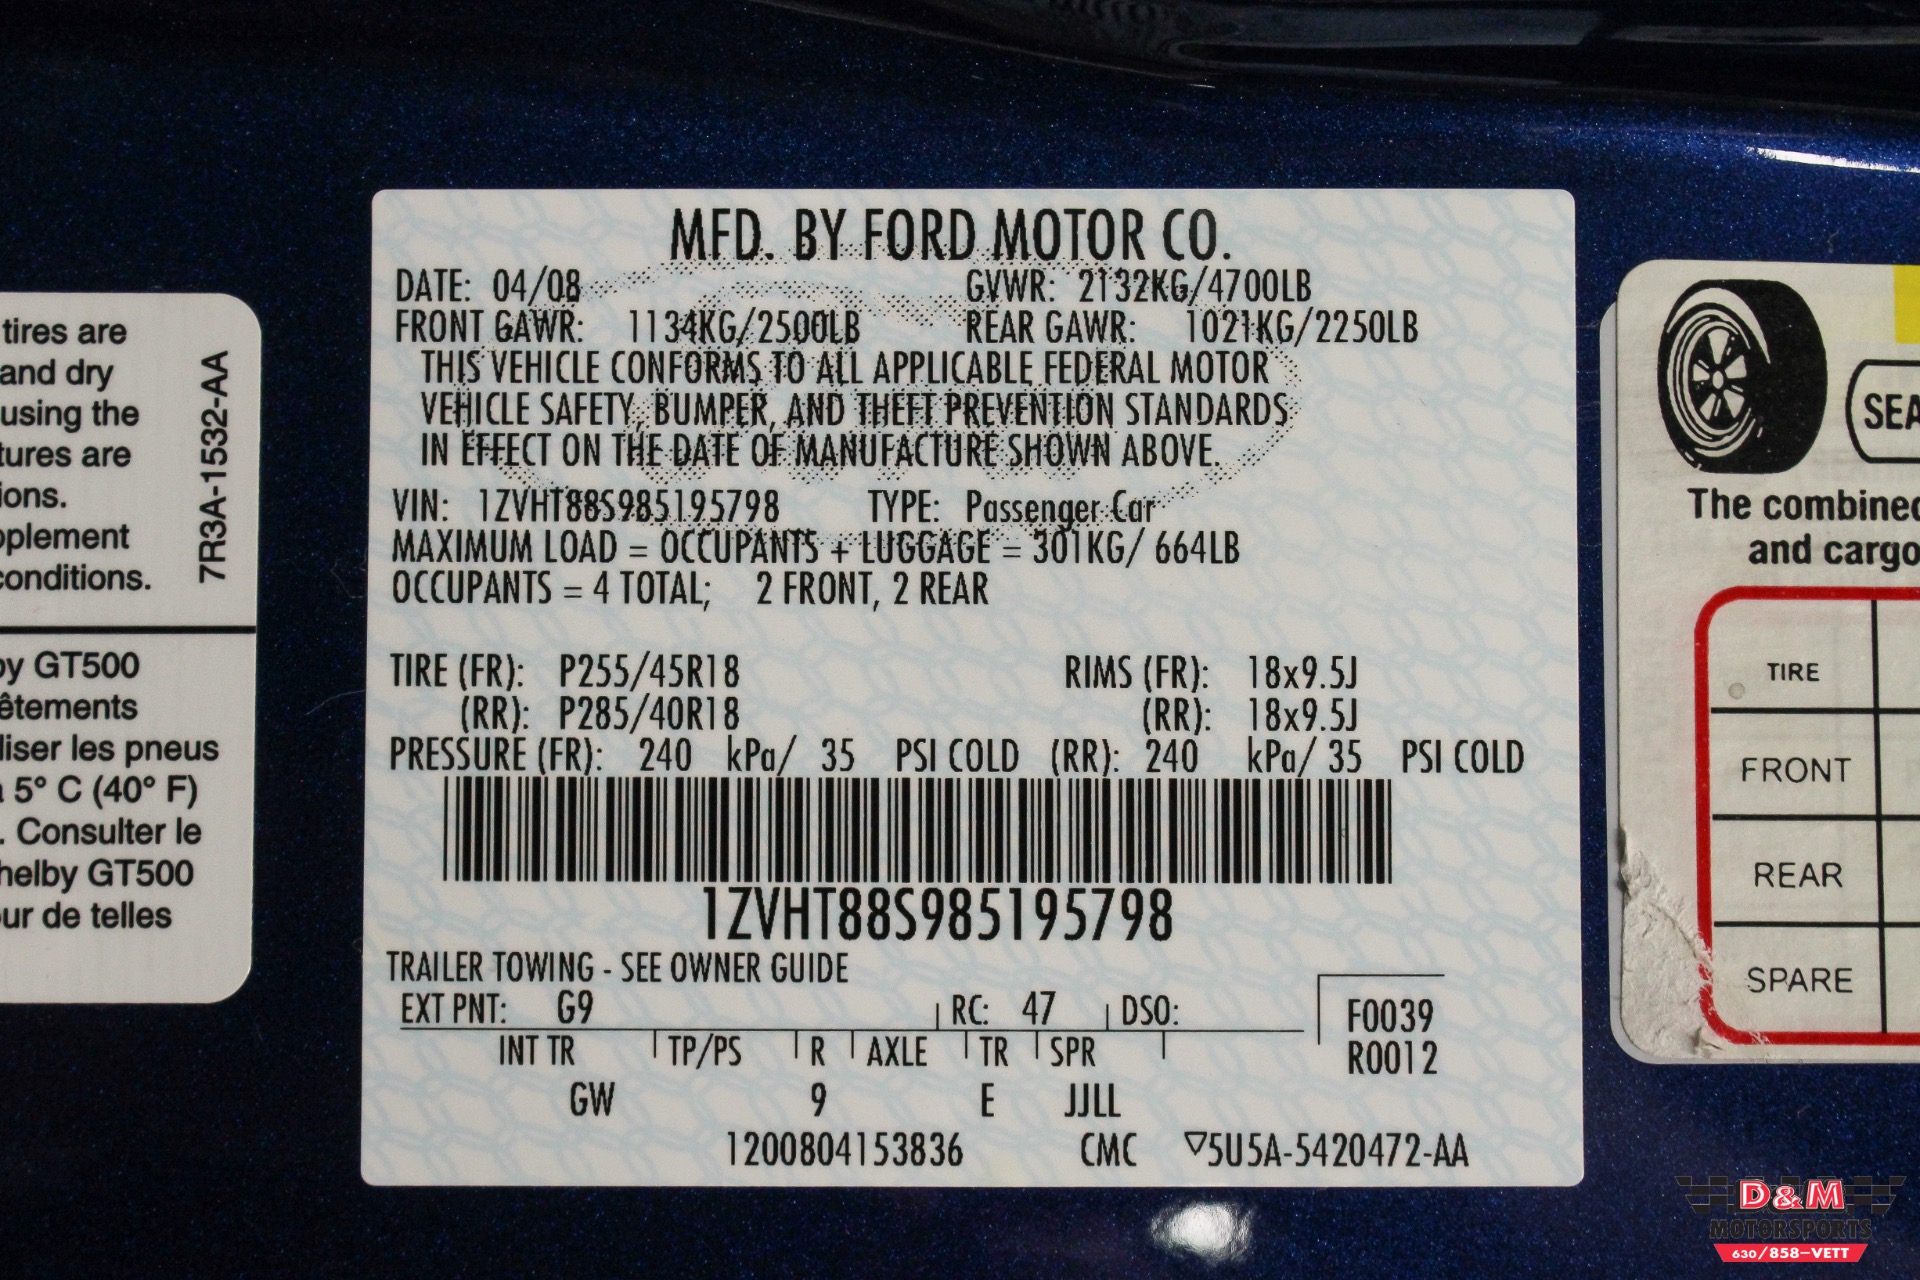 tires are
and dry
using the
tures are
ions.
pplement
conditions.
7R3A-1532-AA
by GT500
êtements
liser les pneus
à 5° C (40° F)
. Consulter le
helby GT500
ur de telles
MFD. BY FORD MOTOR CO.
DATE: 04/08 GVWR: 2132KG/4700LB
FRONT GAWR: 1134KG/2500LB REAR GAWR: 1021KG/2250LB
THIS VEHICLE CONFORMS TO ALL APPLICABLE FEDERAL MOTOR
VEHICLE SAFETY, BUMPER, AND THEFT PREVENTION STANDARDS
IN EFFECT ON THE DATE OF MANUFACTURE SHOWN ABOVE.
VIN: 1ZVHT88S985195798 TYPE: Passenger Car
MAXIMUM LOAD = OCCUPANTS + LUGGAGE = 301KG/ 664LB
OCCUPANTS = 4 TOTAL; 2 FRONT, 2 REAR
TIRE (FR): P255/45R18 RIMS (FR): 18x9.5J
(RR): P285/40R18 (RR): 18x9.5J
PRESSURE (FR): 240 kPa/ 35 PSI COLD (RR): 240 kPa/ 35 PSI COLD
1ZVHT88S985195798
TRAILER TOWING - SEE OWNER GUIDE
EXT PNT: G9 RC: 47 DSO:
F0039
R0012
INT TR TP/PS R AXLE TR SPR
GW 9 E JJLL
1200804153836 CMC ▽5U5A-5420472-AA
SEA
The combined
and cargo
TIRE
FRONT
REAR
SPARE
D&M
MOTORSPORTS
630/858-VETT